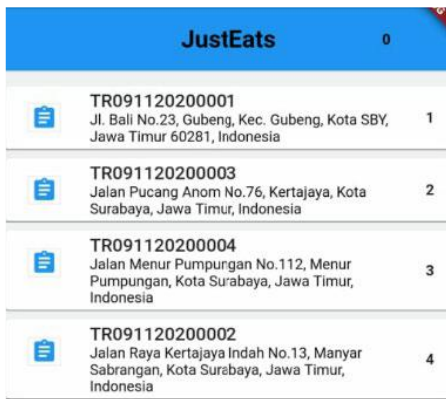 JustEats 0
TR091120200001
Jl. Bali No.23, Gubeng, Kec. Gubeng, Kota SBY,
Jawa Timur 60281, Indonesia
1
TR091120200003
Jalan Pucang Anom No.76, Kertajaya, Kota
Surabaya, Jawa Timur, Indonesia
2
TR091120200004
Jalan Menur Pumpungan No.112, Menur
Pumpungan, Kota Surabaya, Jawa Timur,
Indonesia
3
TR091120200002
Jalan Raya Kertajaya Indah No.13, Manyar
Sabrangan, Kota Surabaya, Jawa Timur,
Indonesia
4